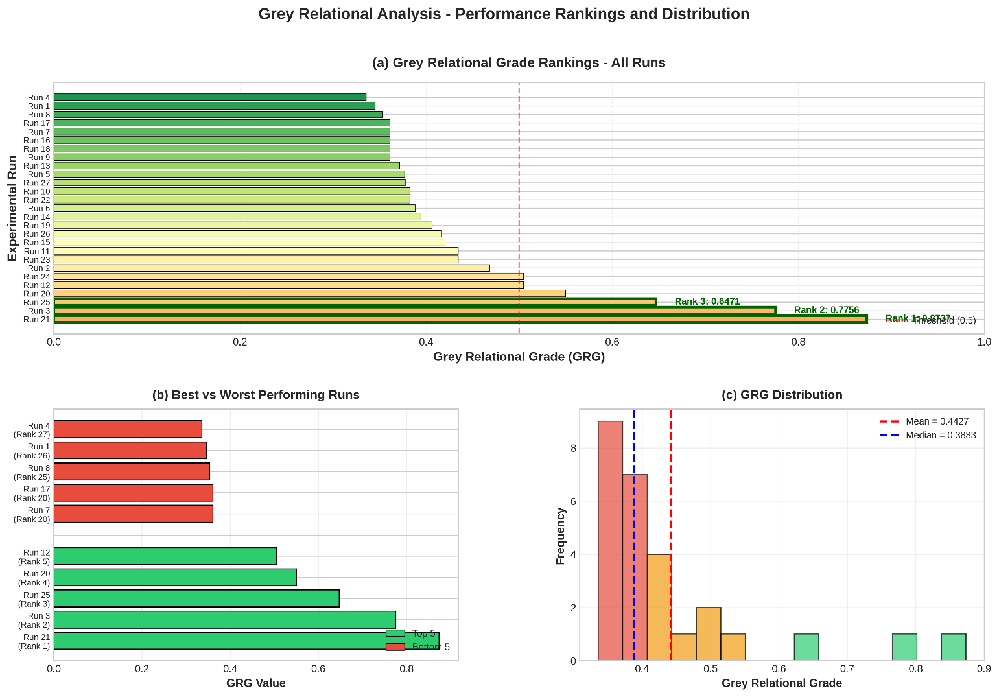 Grey Relational Analysis - Performance Rankings and Distribution
(a) Grey Relational Grade Rankings - All Runs
Experimental Run
Run 4
Run 1
Run 8
Run 17
Run 7
Run 16
Run 18
Run 9
Run 13
Run 5
Run 27
Run 10
Run 22
Run 6
Run 14
Run 19
Run 26
Run 15
Run 11
Run 23
Run 2
Run 24
Run 12
Run 20
Run 25
Rank 3: 0.6471
Run 3
Rank 2: 0.7756
Run 21
Rank 1: 0.8737
Threshold (0.5)
0.0 0.2 0.4 0.6 0.8 1.0
Grey Relational Grade (GRG)
(b) Best vs Worst Performing Runs
Run 4
(Rank 27)
Run 1
(Rank 26)
Run 8
(Rank 25)
Run 17
(Rank 20)
Run 7
(Rank 20)
Run 12
(Rank 5)
Run 20
(Rank 4)
Run 25
(Rank 3)
Run 3
(Rank 2)
Run 21
(Rank 1)
Top 5
Bottom 5
0.0 0.2 0.4 0.6 0.8
GRG Value
(c) GRG Distribution
Mean = 0.4427
Median = 0.3883
Frequency
8
6
4
2
0
0.4 0.5 0.6 0.7 0.8 0.9
Grey Relational Grade